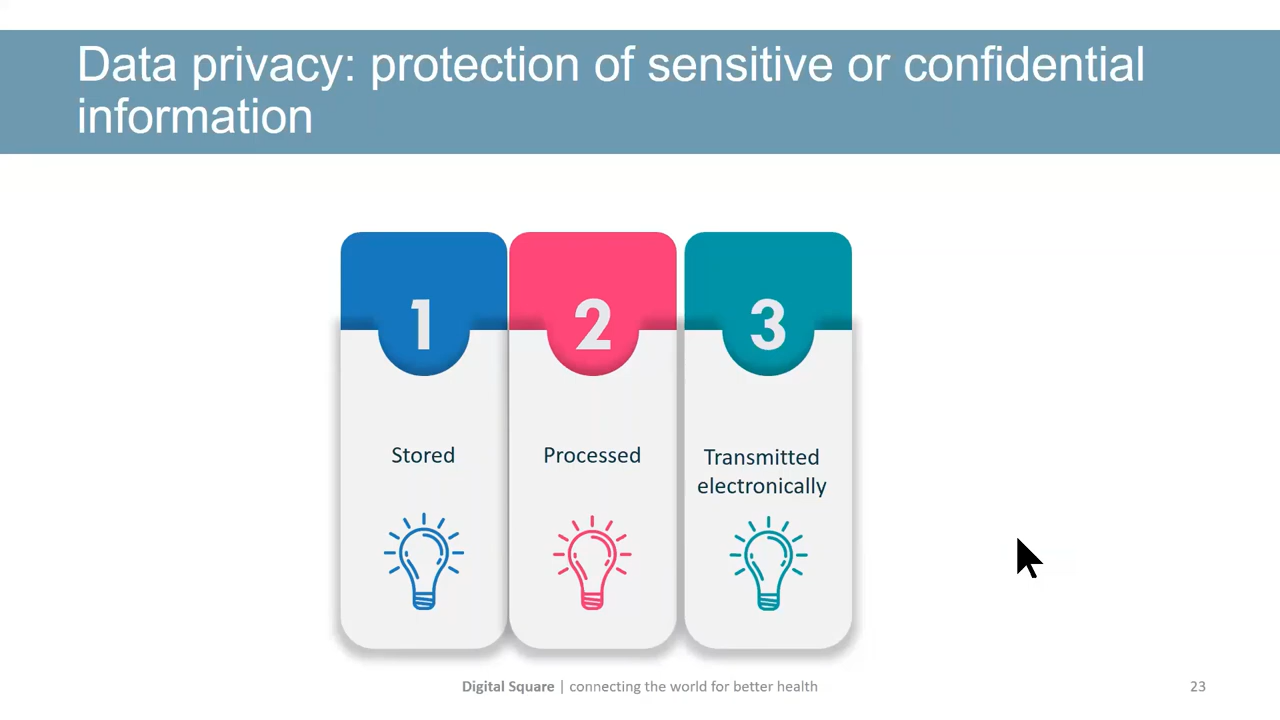 Data privacy: protection of sensitive or confidential
information
1
2
3
Stored
Processed
Transmitted
electronically
Digital Square | connecting the world for better health
23